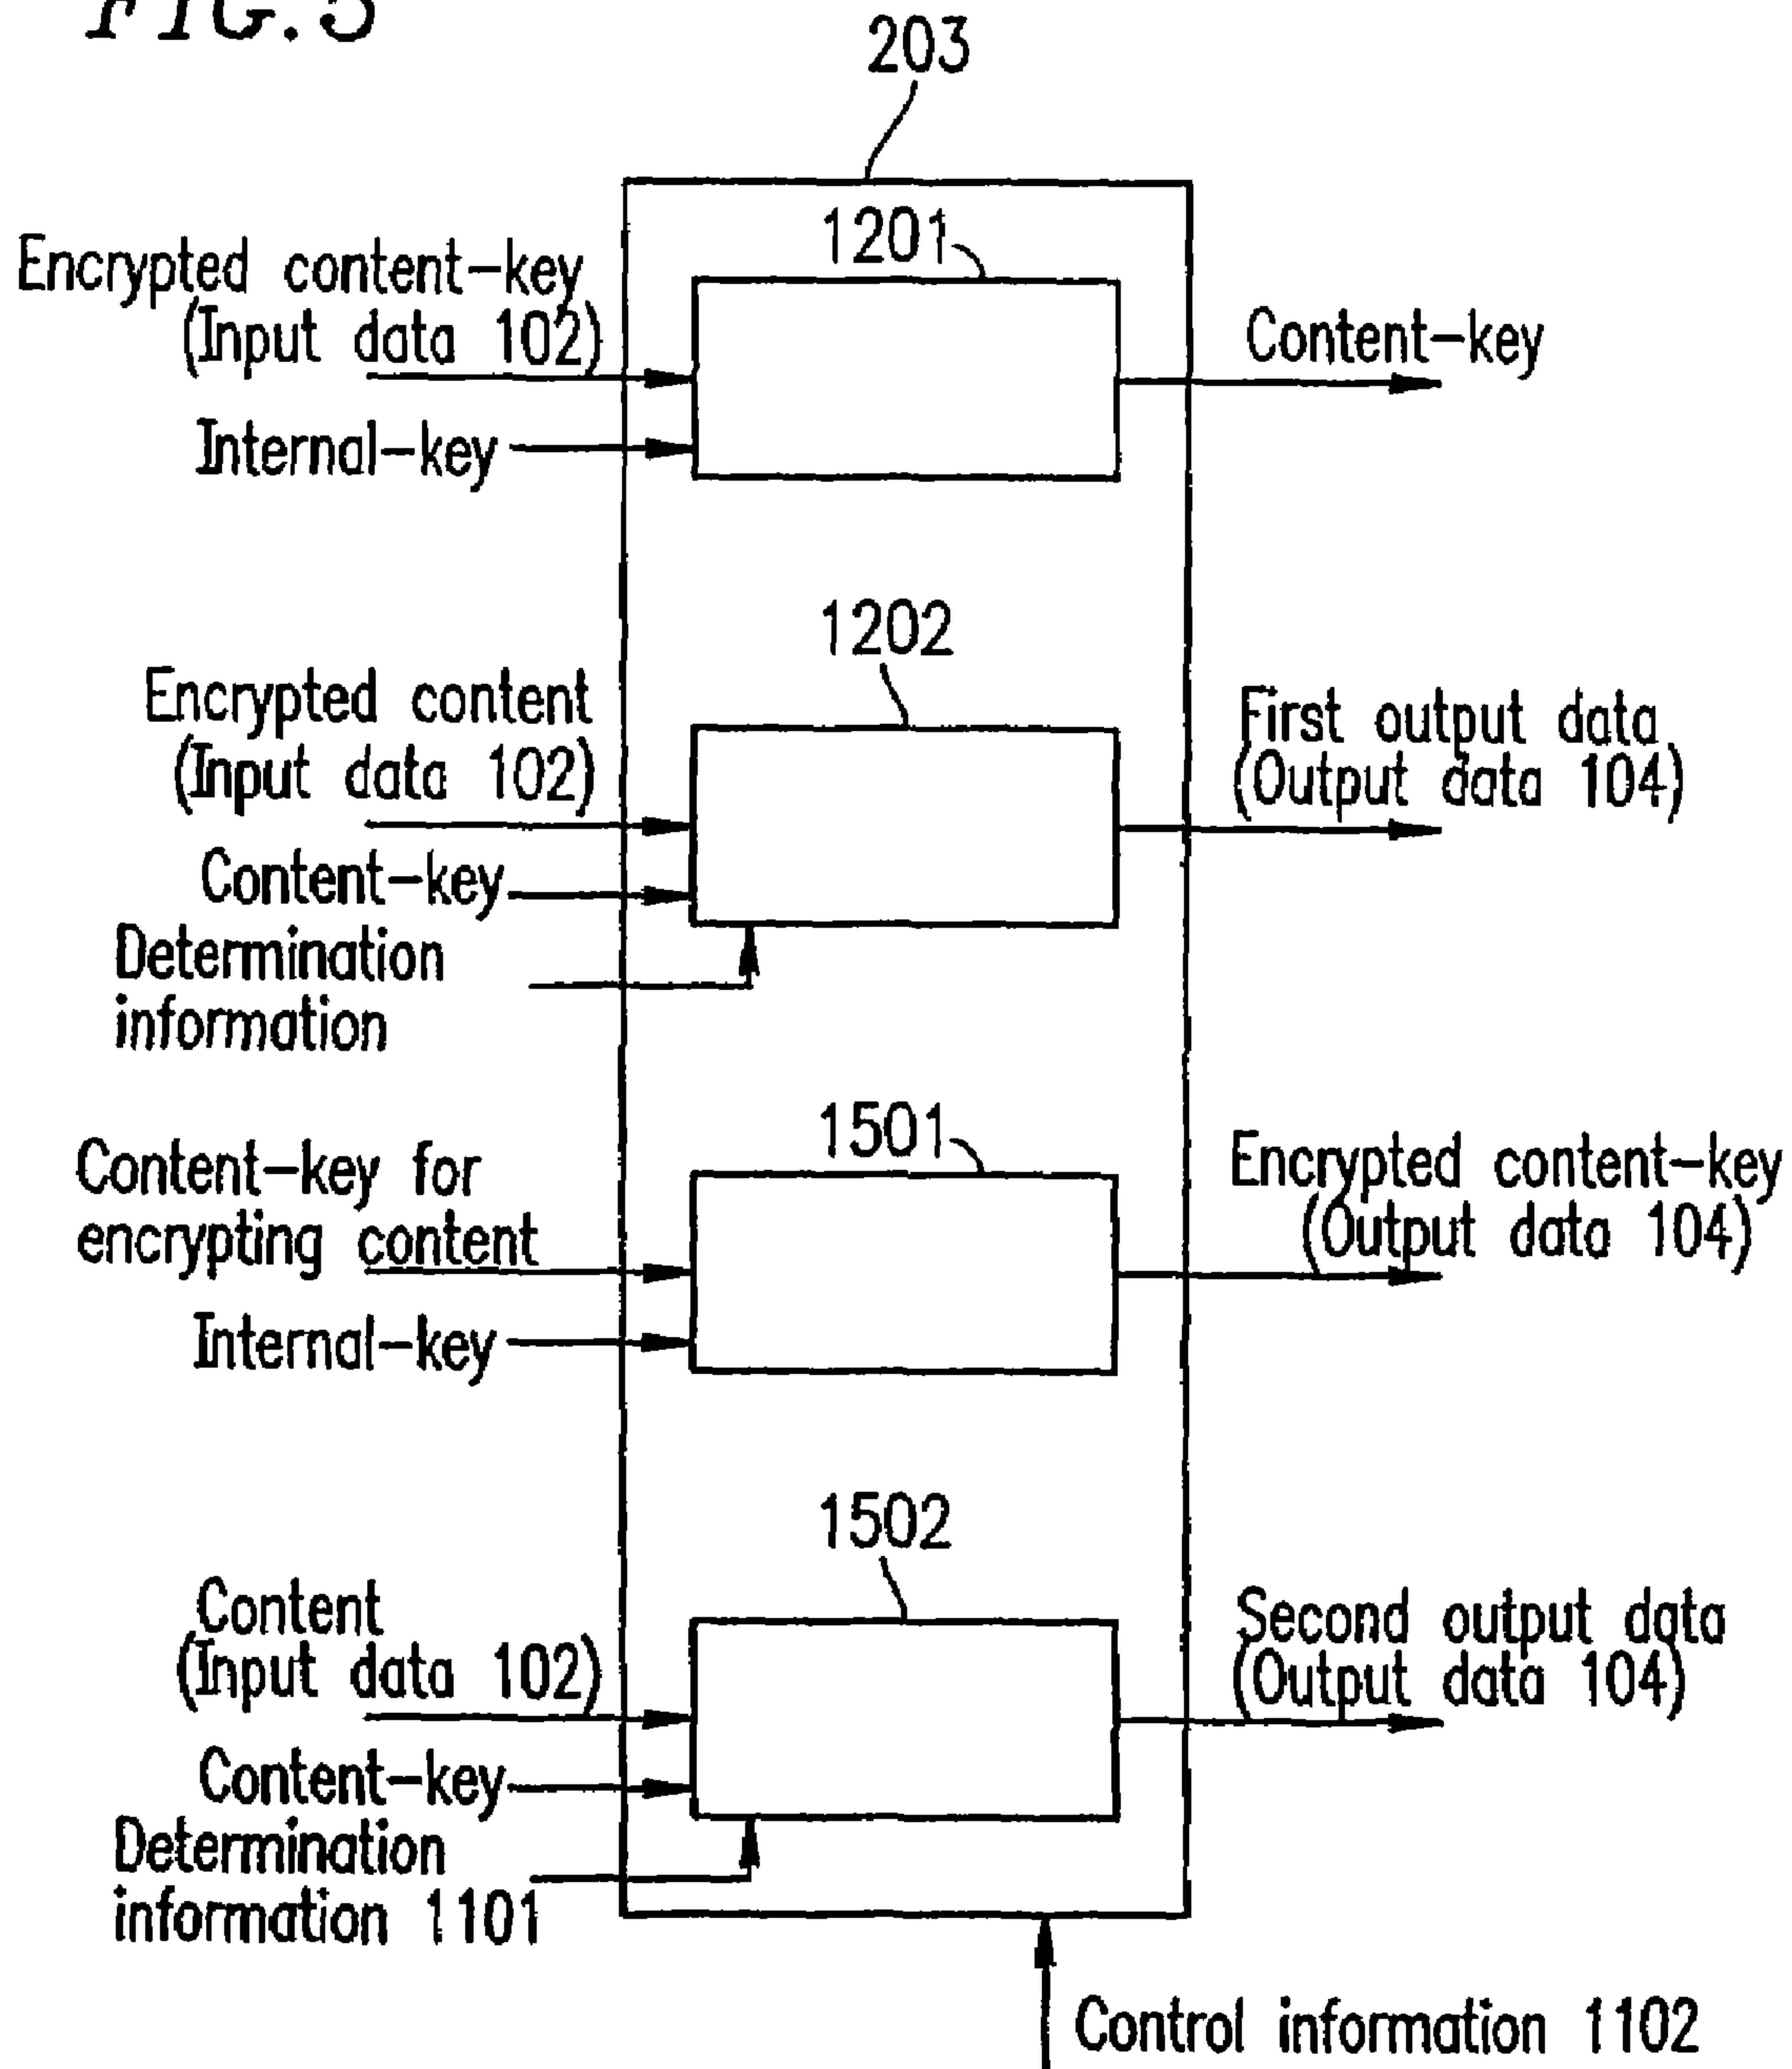 FIG. 5
203
1201
Encrypted content-key
(Input data 102)
Content-key
Internal-key
1202
Encrypted content
(Input data 102)
First output data
(Output data 104)
Content-key
Determination
information
1501
Content-key for
encrypting content
Encrypted content-key
(Output data 104)
Internal-key
1502
Content
(Input data 102)
Second output data
(Output data 104)
Content-key
Determination
information 1101
Control information 1102